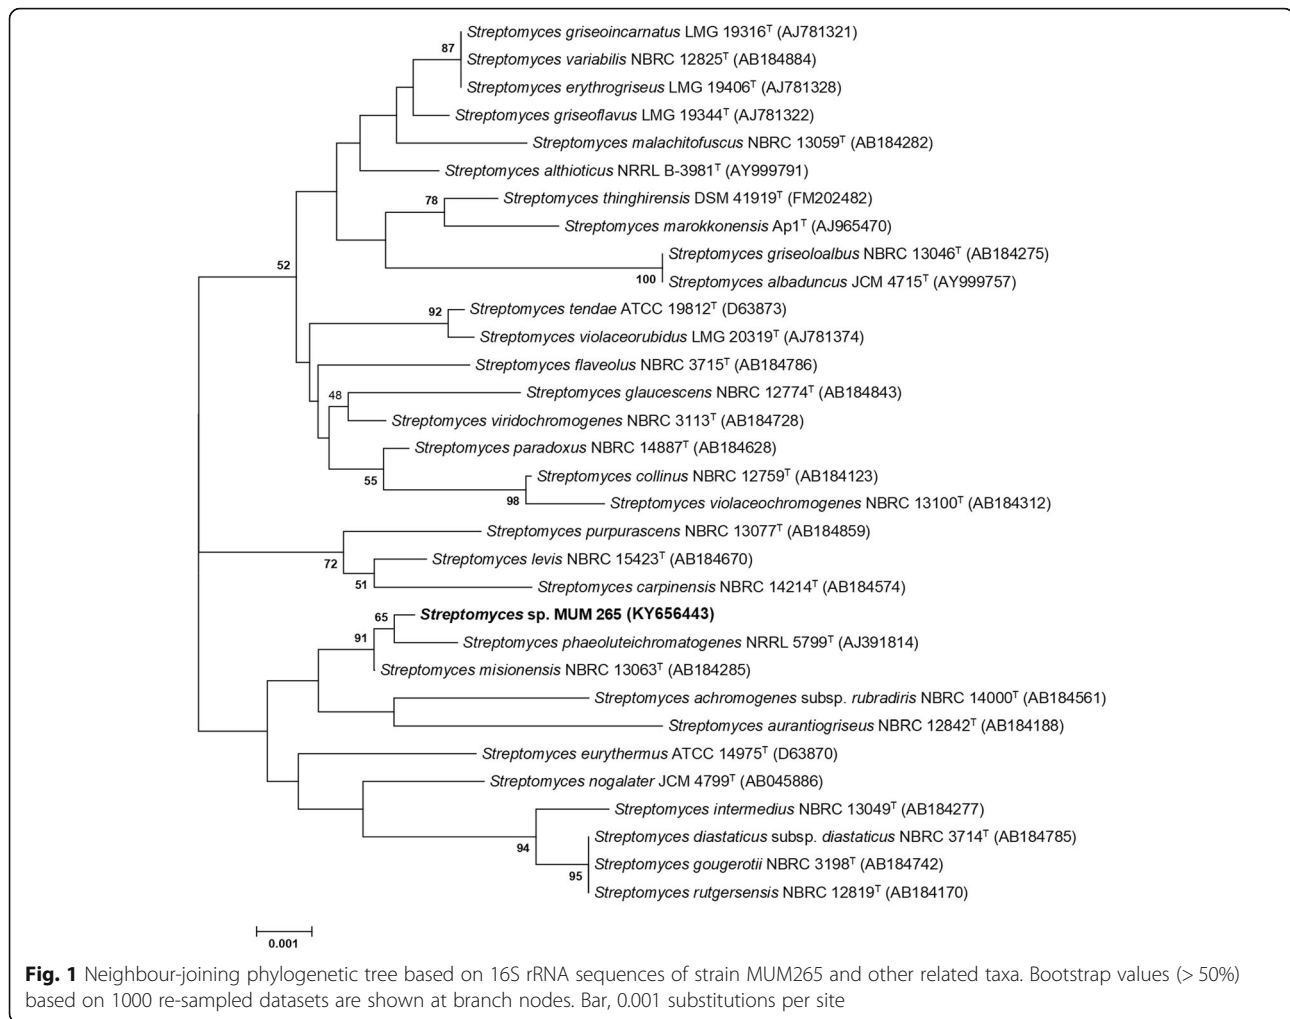 Streptomyces griseoincarnatus LMG 19316ᵀ (AJ781321)
87
Streptomyces variabilis NBRC 12825ᵀ (AB184884)
Streptomyces erythrogriseus LMG 19406ᵀ (AJ781328)
Streptomyces griseoflavus LMG 19344ᵀ (AJ781322)
Streptomyces malachitofuscus NBRC 13059ᵀ (AB184282)
Streptomyces althioticus NRRL B-3981ᵀ (AY999791)
78
Streptomyces thinghirensis DSM 41919ᵀ (FM202482)
Streptomyces marokkonensis Ap1ᵀ (AJ965470)
Streptomyces griseoloalbus NBRC 13046ᵀ (AB184275)
52
100
Streptomyces albaduncus JCM 4715ᵀ (AY999757)
92
Streptomyces tendae ATCC 19812ᵀ (D63873)
Streptomyces violaceorubidus LMG 20319ᵀ (AJ781374)
Streptomyces flaveolus NBRC 3715ᵀ (AB184786)
48
Streptomyces glaucescens NBRC 12774ᵀ (AB184843)
Streptomyces viridochromogenes NBRC 3113ᵀ (AB184728)
Streptomyces paradoxus NBRC 14887ᵀ (AB184628)
55
Streptomyces collinus NBRC 12759ᵀ (AB184123)
98
Streptomyces violaceochromogenes NBRC 13100ᵀ (AB184312)
Streptomyces purpurascens NBRC 13077ᵀ (AB184859)
72
Streptomyces levis NBRC 15423ᵀ (AB184670)
51
Streptomyces carpinensis NBRC 14214ᵀ (AB184574)
65
Streptomyces sp. MUM 265 (KY656443)
91
Streptomyces phaeoluteichromatogenes NRRL 5799ᵀ (AJ391814)
Streptomyces misionensis NBRC 13063ᵀ (AB184285)
Streptomyces achromogenes subsp. rubradiris NBRC 14000ᵀ (AB184561)
Streptomyces aurantiogriseus NBRC 12842ᵀ (AB184188)
Streptomyces eurythermus ATCC 14975ᵀ (D63870)
Streptomyces nogalater JCM 4799ᵀ (AB045886)
Streptomyces intermedius NBRC 13049ᵀ (AB184277)
94
Streptomyces diastaticus subsp. diastaticus NBRC 3714ᵀ (AB184785)
95
Streptomyces gougerotii NBRC 3198ᵀ (AB184742)
Streptomyces rutgersensis NBRC 12819ᵀ (AB184170)
0.001
Fig. 1 Neighbour-joining phylogenetic tree based on 16S rRNA sequences of strain MUM265 and other related taxa. Bootstrap values (> 50%)
based on 1000 re-sampled datasets are shown at branch nodes. Bar, 0.001 substitutions per site